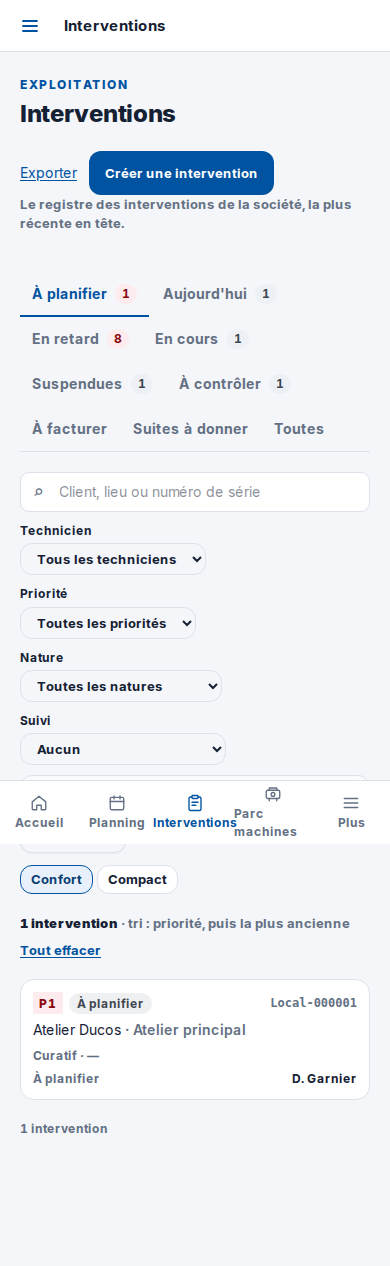 Interventions
EXPLOITATION
Interventions
Exporter
Créer une intervention
Le registre des interventions de la société, la plus
récente en tête.
À planifier 1 Aujourd'hui 1
En retard 8 En cours 1
Suspendues 1 À contrôler 1
À facturer Suites à donner Toutes
Client, lieu ou numéro de série
Technicien
Tous les techniciens
Priorité
Toutes les priorités
Nature
Toutes les natures
Suivi
Aucun
Accueil Planning Interventions Parc machines Plus
Confort Compact
1 intervention · tri : priorité, puis la plus ancienne
Tout effacer
P1 À planifier Local-000001
Atelier Ducos · Atelier principal
Curatif · —
À planifier D. Garnier
1 intervention